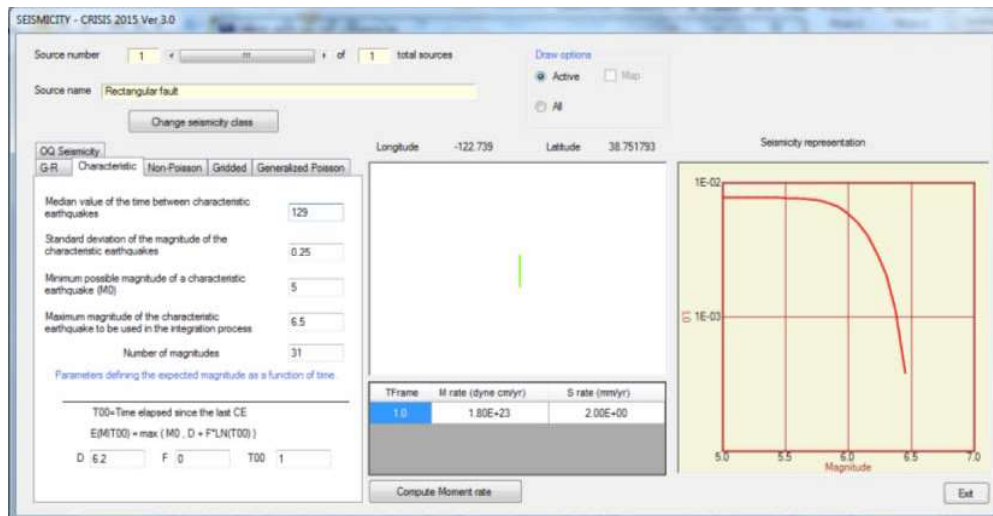 SEISMICITY - CRISIS 2015 Ver 3.0
Source number 1 of 1 total sources
Draw options
Active Map
All
Source name Rectangular fault
Change seismicity class
OQ Seismicity
G-R Characteristic Non-Poisson Gridded Generalized Poisson
Longitude -122.739 Latitude 38.751793
Seismicity representation
Median value of the time between characteristic
earthquakes 129
Standard deviation of the magnitude of the
characteristic earthquakes 0.25
Minimum possible magnitude of a characteristic
earthquake (M0) 5
Maximum magnitude of the characteristic
earthquake to be used in the integration process 6.5
Number of magnitudes 31
Parameters defining the expected magnitude as a function of time.
T00=Time elapsed since the last CE
E(M|T00) = max ( M0 , D + F*LN(T00) )
D 6.2 F 0 T00 1
TFrame M rate (dyne cm/yr) S rate (mm/yr)
1.0 1.80E+23 2.00E+00
Compute Moment rate
1E-02
1E-03
5.0 5.5 6.0 6.5 7.0
Magnitude
Exit